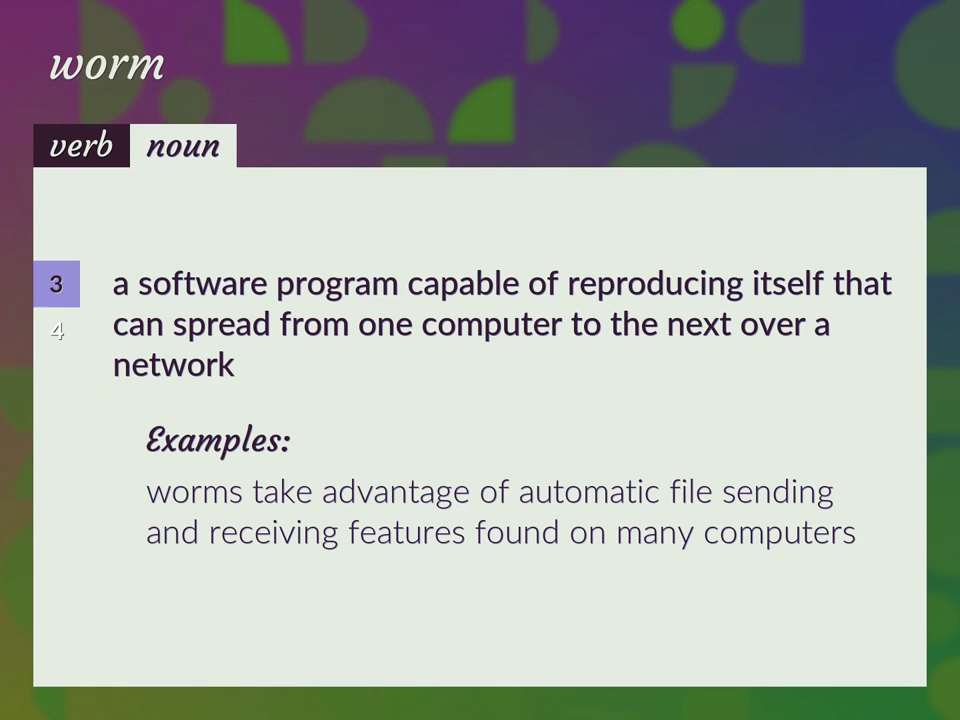 worm
verb noun
3
4
a software program capable of reproducing itself that
can spread from one computer to the next over a
network
Examples:
worms take advantage of automatic file sending
and receiving features found on many computers